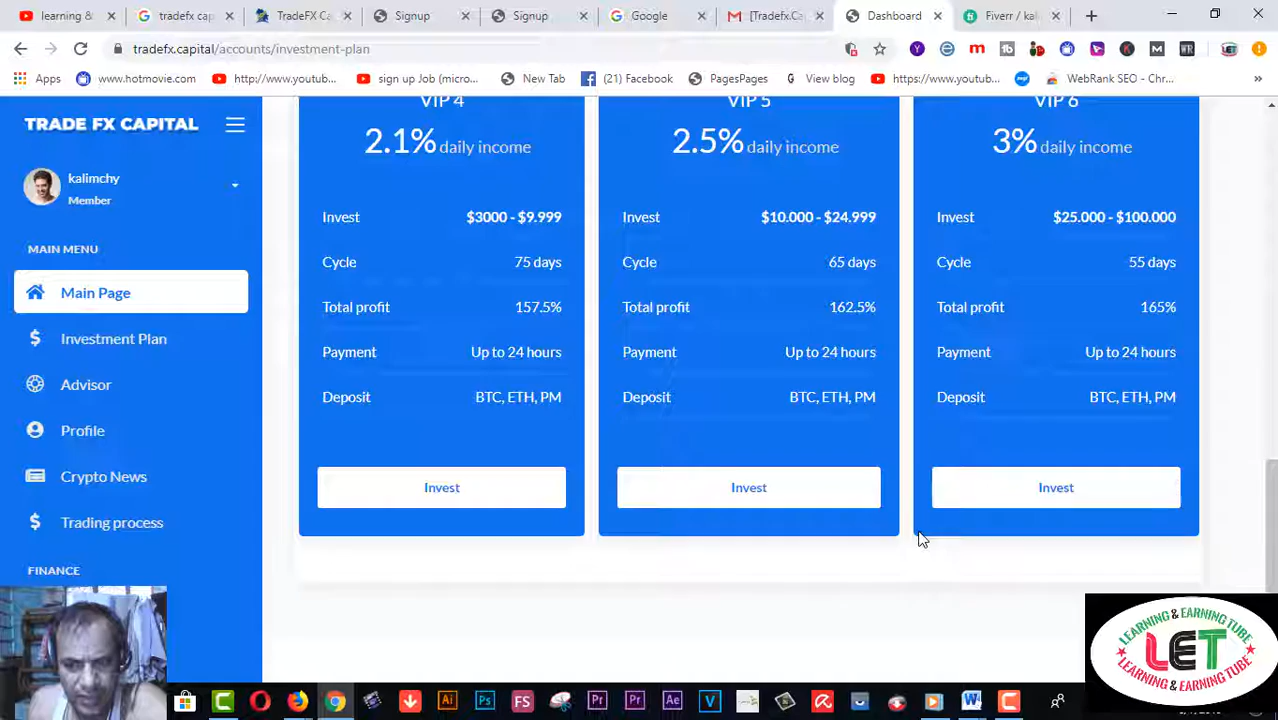 learning &
tradefx cap
TradeFX C
Signup
Signup
Google
[Tradefx.Ca
Dashboard
Fiverr / kal
tradefx.capital/accounts/investment-plan
Apps
www.hotmovie.com
http://www.youtub...
sign up Job (micro...
New Tab
(21) Facebook
PagesPages
View blog
https://www.youtub...
WebRank SEO - Chr...
TRADE FX CAPITAL
kalimchy
Member
MAIN MENU
Main Page
Investment Plan
Advisor
Profile
Crypto News
Trading process
FINANCE
VIP 4
2.1% daily income
Invest $3000 - $9.999
Cycle 75 days
Total profit 157.5%
Payment Up to 24 hours
Deposit BTC, ETH, PM
Invest
VIP 5
2.5% daily income
Invest $10.000 - $24.999
Cycle 65 days
Total profit 162.5%
Payment Up to 24 hours
Deposit BTC, ETH, PM
Invest
VIP 6
3% daily income
Invest $25.000 - $100.000
Cycle 55 days
Total profit 165%
Payment Up to 24 hours
Deposit BTC, ETH, PM
Invest
LEARNING & EARNING TUBE
LET
LEARNING & EARNING TUBE